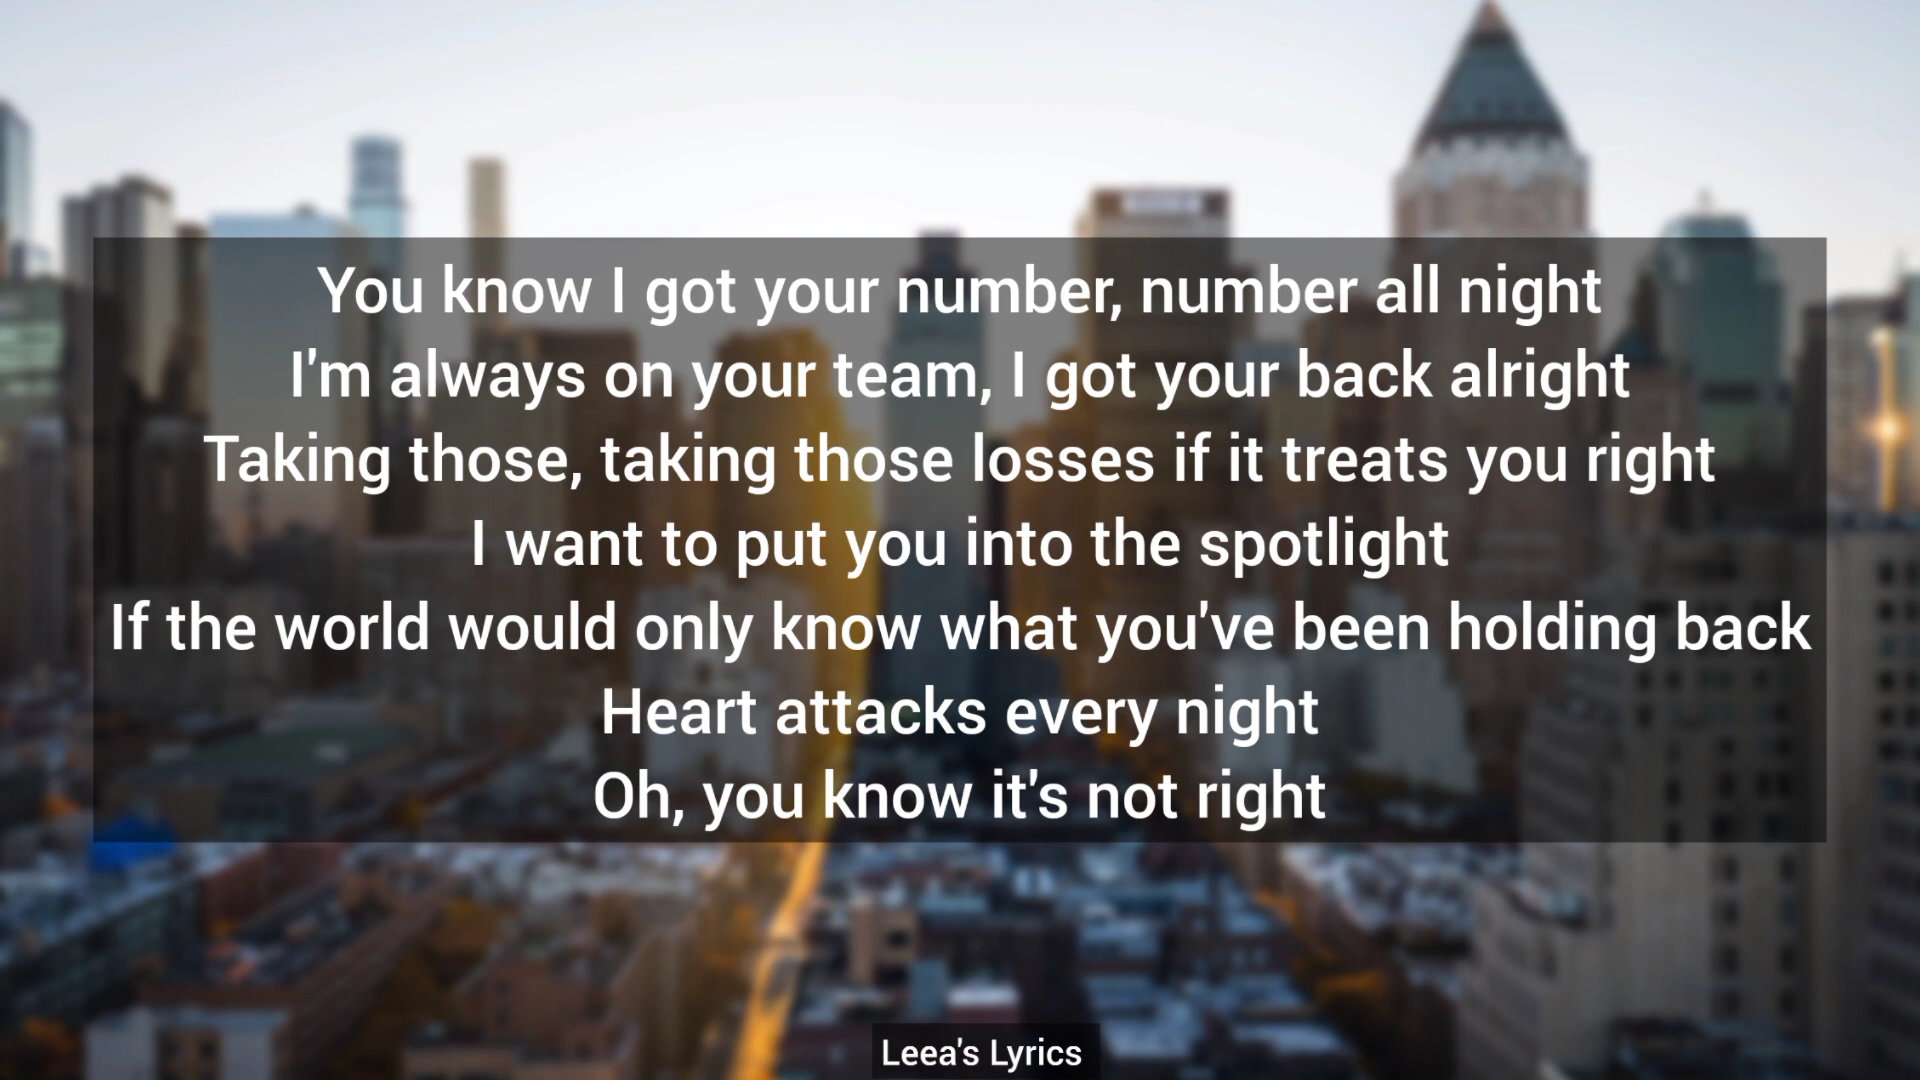 You know I got your number, number all night
I'm always on your team, I got your back alright
Taking those, taking those losses if it treats you right
I want to put you into the spotlight
If the world would only know what you've been holding back
Heart attacks every night
Oh, you know it's not right
Leea's Lyrics